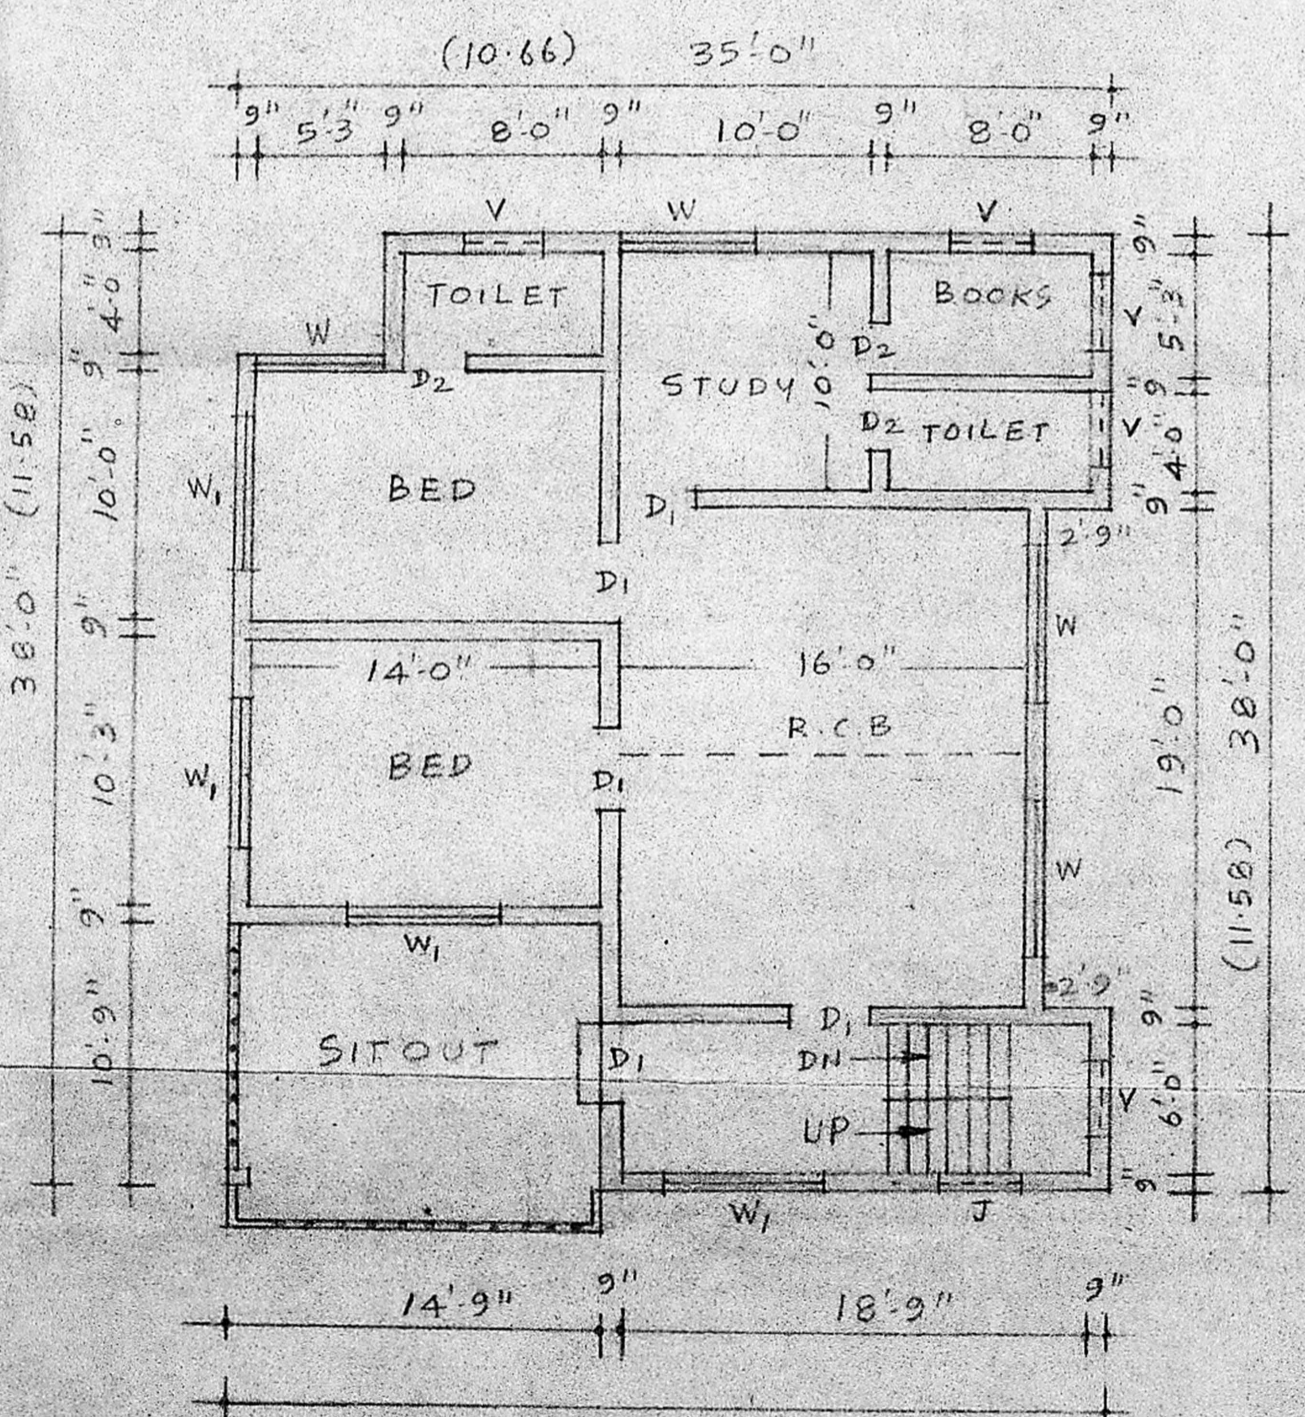 (10.66) 35'-0"
9" 5'-3" 9" 8'-0" 9" 10'-0" 9" 8'-0" 9"
V W V
3" 9"
4'-0" TOILET BOOKS V 5'-3"
W D2
9" D2 STUDY 10'-0" 9
D2 TOILET V 4'-0"
10'-0" W1 BED D1 9"
2'9"
38'-0" (11.58) D1
9" W
14'-0" 16'-0"
R.C.B 19'-0" 38'-0" (11.58)
10'-3" W1 BED D1
W
9" W1
2'9"
D1 9"
10'-9" SITOUT D1 DN
UP V 6'-0"
9"
W1 J
14'-9" 9" 18'-9" 9"